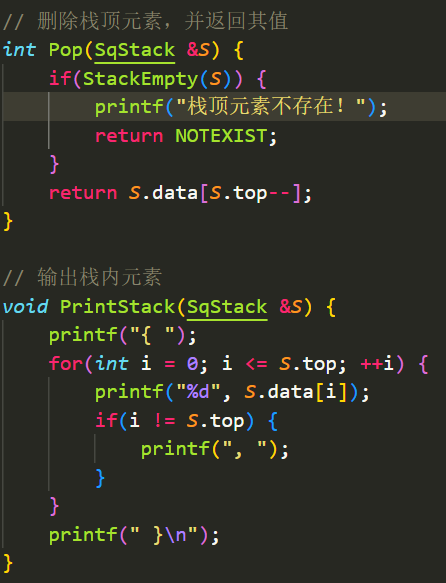 // 删除栈顶元素，并返回其值
int Pop(SqStack &S) {
    if(StackEmpty(S)) {
        printf("栈顶元素不存在！");
        return NOTEXIST;
    }
    return S.data[S.top--];
}

// 输出栈内元素
void PrintStack(SqStack &S) {
    printf("{ ");
    for(int i = 0; i <= S.top; ++i) {
        printf("%d", S.data[i]);
        if(i != S.top) {
            printf(", ");
        }
    }
    printf(" }\n");
}